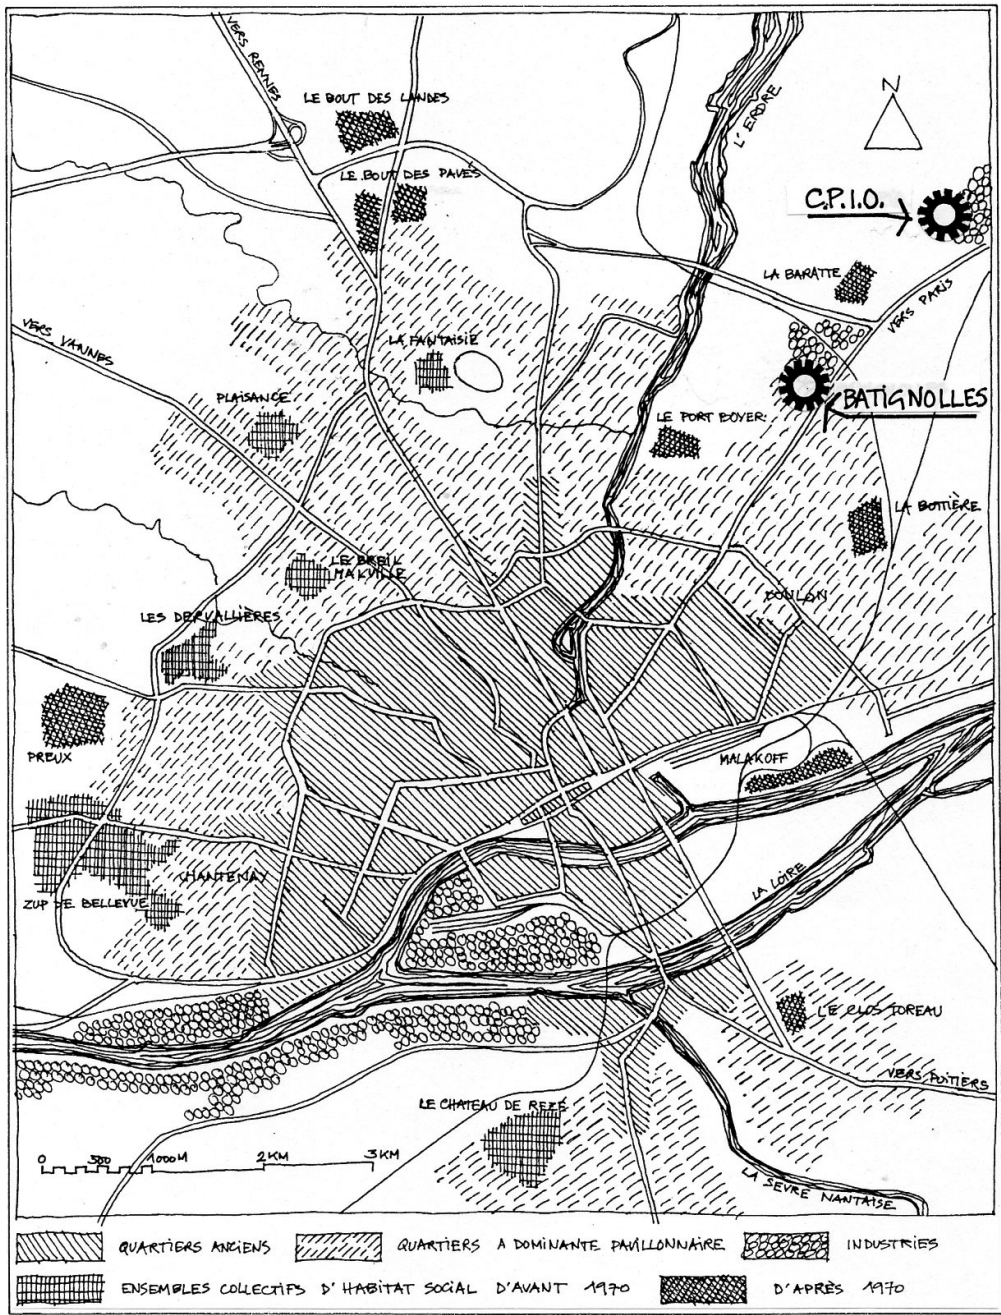 VERS RENNES
LE BOUT DES LANDES
L'ERDRE
N
LE BOUT DES PAVÉS
C.P.I.O.
LA BARATTE
VERS PARIS
VERS VANNES
LA FANTAISIE
PLAISANCE
BATIGNOLLES
LE PORT BOYER
LA BOTTIÈRE
LE BREIL
MALVILLE
DOULON
LES DERVALLIÈRES
PREUX
MALAKOFF
CHANTENAY
LA LOIRE
ZUP DE BELLEVUE
LE CLOS TOREAU
VERS POITIERS
LE CHATEAU DE REZÉ
0 500 1000M 2KM 3KM
LA SEVRE NANTAISE
QUARTIERS ANCIENS
QUARTIERS A DOMINANTE PAVILLONNAIRE
INDUSTRIES
ENSEMBLES COLLECTIFS D'HABITAT SOCIAL D'AVANT 1970
D'APRÈS 1970